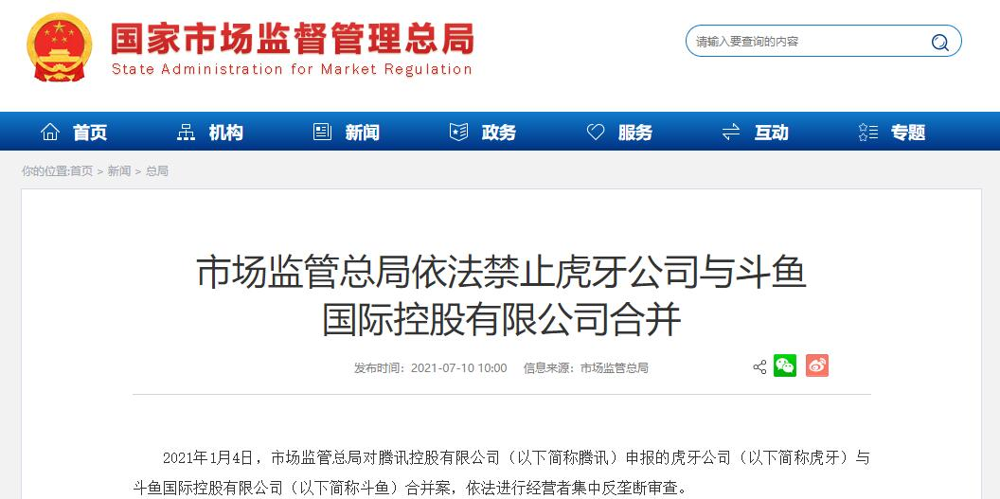 国家市场监督管理总局
State Administration for Market Regulation
请输入要查询的内容
首页 机构 新闻 政务 服务 互动 专题
你的位置:首页 > 新闻 > 总局
市场监管总局依法禁止虎牙公司与斗鱼
国际控股有限公司合并
发布时间：2021-07-10 10:00 信息来源：市场监管总局
2021年1月4日，市场监管总局对腾讯控股有限公司（以下简称腾讯）申报的虎牙公司（以下简称虎牙）与
斗鱼国际控股有限公司（以下简称斗鱼）合并案，依法进行经营者集中反垄断审查。